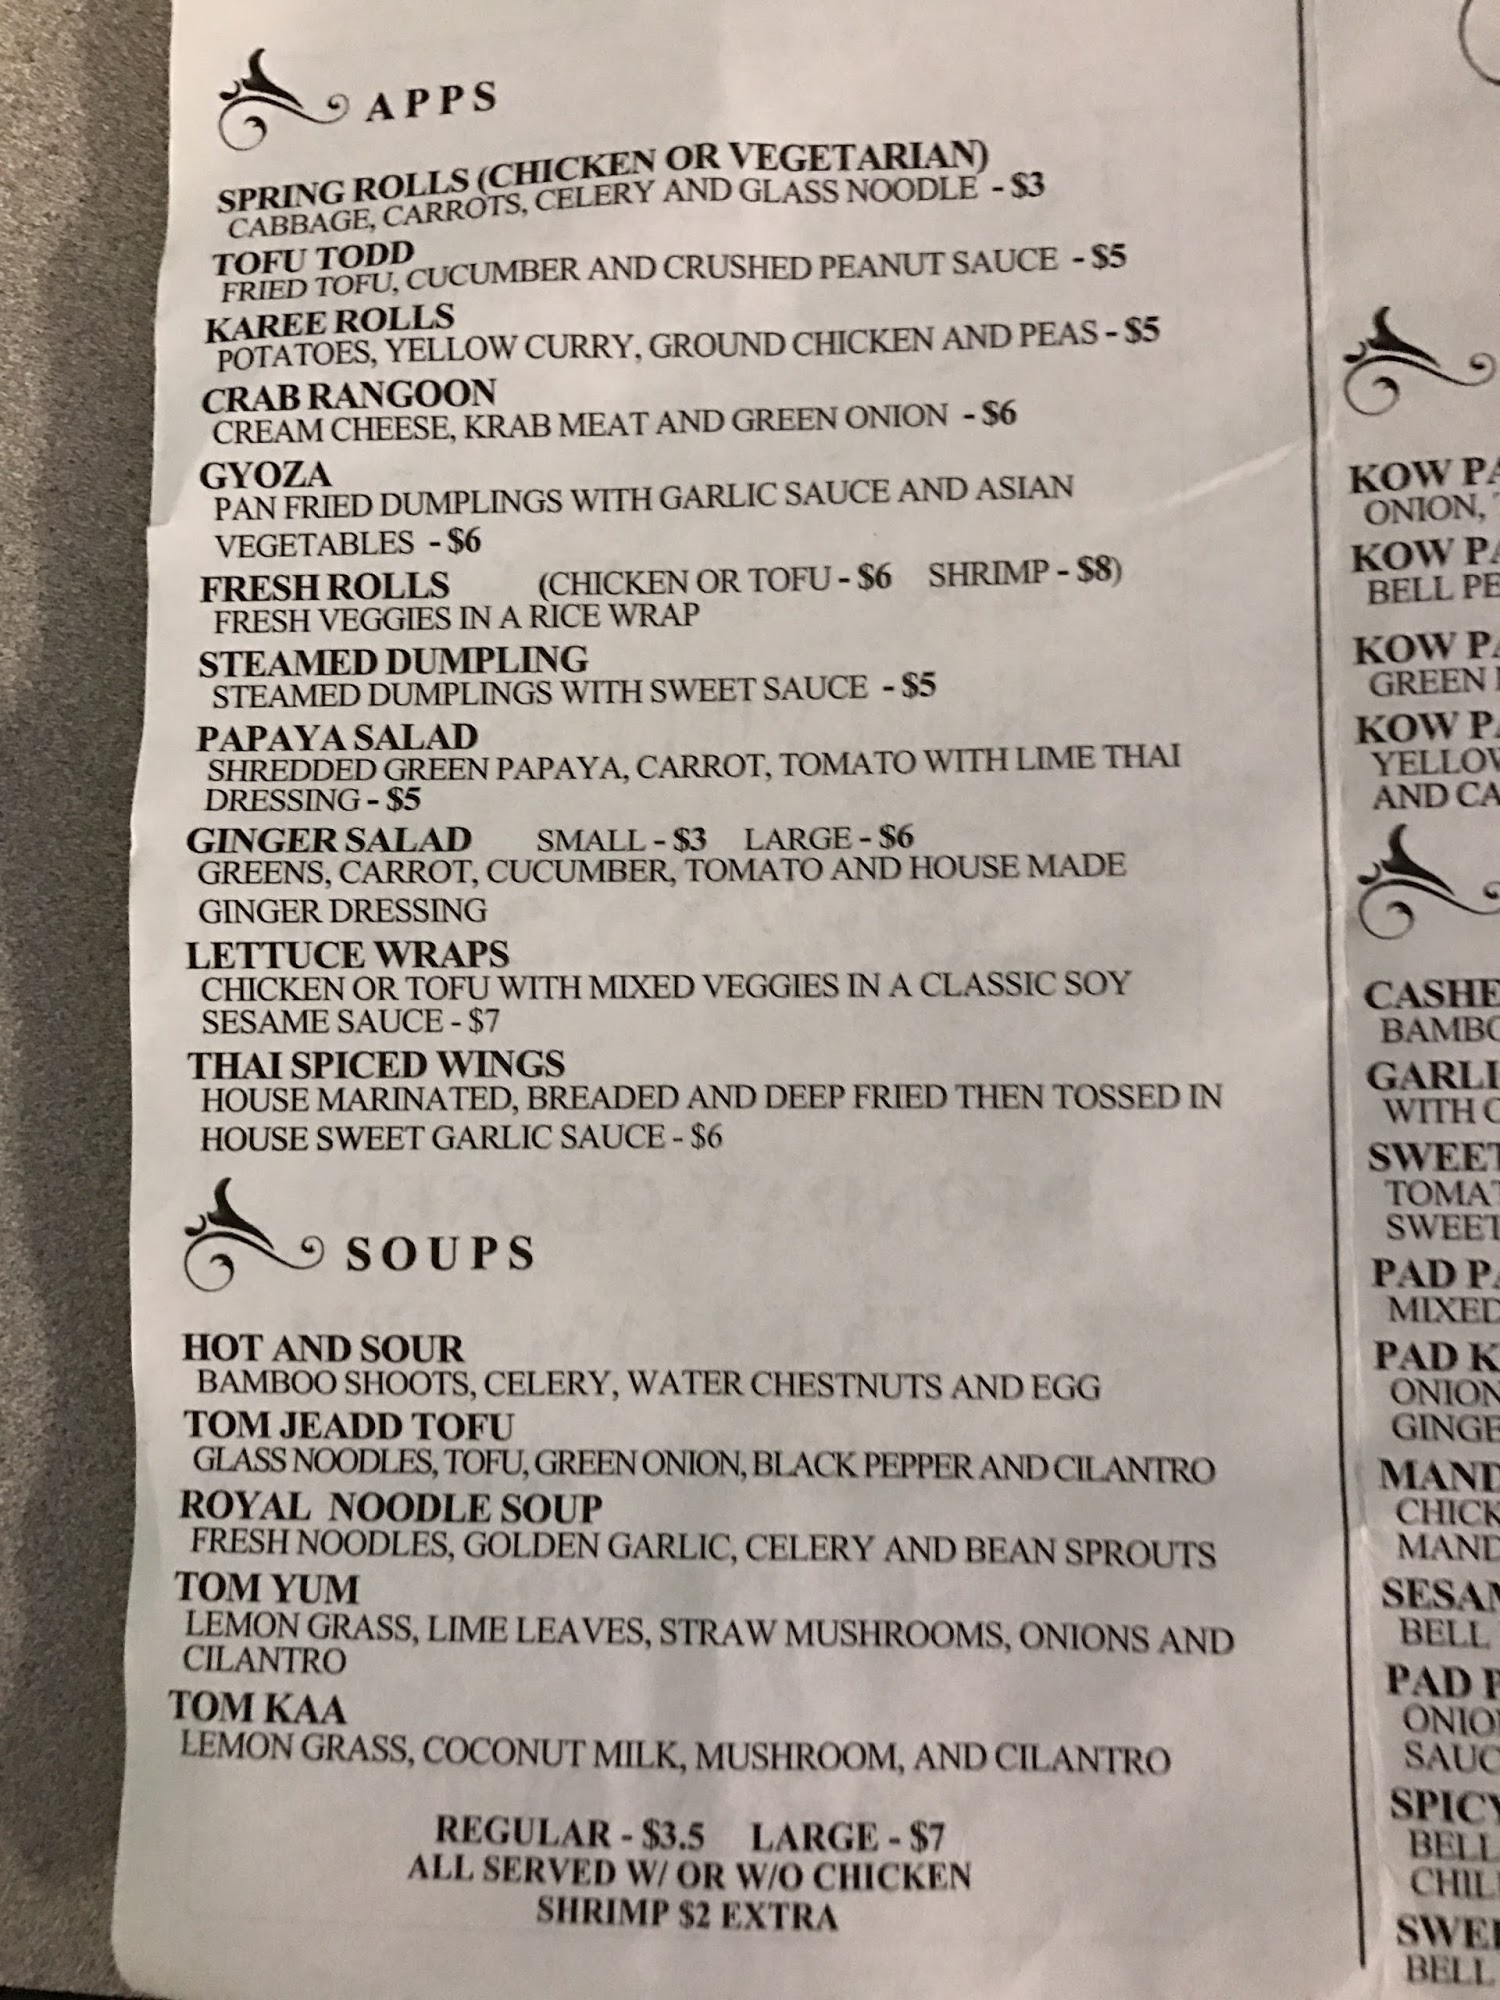 APPS
SPRING ROLLS (CHICKEN OR VEGETARIAN)
CABBAGE, CARROTS, CELERY AND GLASS NOODLE - $3
TOFU TODD
FRIED TOFU, CUCUMBER AND CRUSHED PEANUT SAUCE - $5
KAREE ROLLS
POTATOES, YELLOW CURRY, GROUND CHICKEN AND PEAS - $5
CRAB RANGOON
CREAM CHEESE, KRAB MEAT AND GREEN ONION - $6
GYOZA
PAN FRIED DUMPLINGS WITH GARLIC SAUCE AND ASIAN
VEGETABLES - $6
FRESH ROLLS (CHICKEN OR TOFU - $6 SHRIMP - $8)
FRESH VEGGIES IN A RICE WRAP
STEAMED DUMPLING
STEAMED DUMPLINGS WITH SWEET SAUCE - $5
PAPAYA SALAD
SHREDDED GREEN PAPAYA, CARROT, TOMATO WITH LIME THAI
DRESSING - $5
GINGER SALAD SMALL - $3 LARGE - $6
GREENS, CARROT, CUCUMBER, TOMATO AND HOUSE MADE
GINGER DRESSING
LETTUCE WRAPS
CHICKEN OR TOFU WITH MIXED VEGGIES IN A CLASSIC SOY
SESAME SAUCE - $7
THAI SPICED WINGS
HOUSE MARINATED, BREADED AND DEEP FRIED THEN TOSSED IN
HOUSE SWEET GARLIC SAUCE - $6
SOUPS
HOT AND SOUR
BAMBOO SHOOTS, CELERY, WATER CHESTNUTS AND EGG
TOM JEADD TOFU
GLASS NOODLES, TOFU, GREEN ONION, BLACK PEPPER AND CILANTRO
ROYAL NOODLE SOUP
FRESH NOODLES, GOLDEN GARLIC, CELERY AND BEAN SPROUTS
TOM YUM
LEMON GRASS, LIME LEAVES, STRAW MUSHROOMS, ONIONS AND
CILANTRO
TOM KAA
LEMON GRASS, COCONUT MILK, MUSHROOM, AND CILANTRO
REGULAR - $3.5 LARGE - $7
ALL SERVED W/ OR W/O CHICKEN
SHRIMP $2 EXTRA
KOW
ONION,
KOW
BELL
KOW
GREEN
KOW
AND
WITH
PAD
MIXED
PAD
BELL
PAD
BELL
BELL